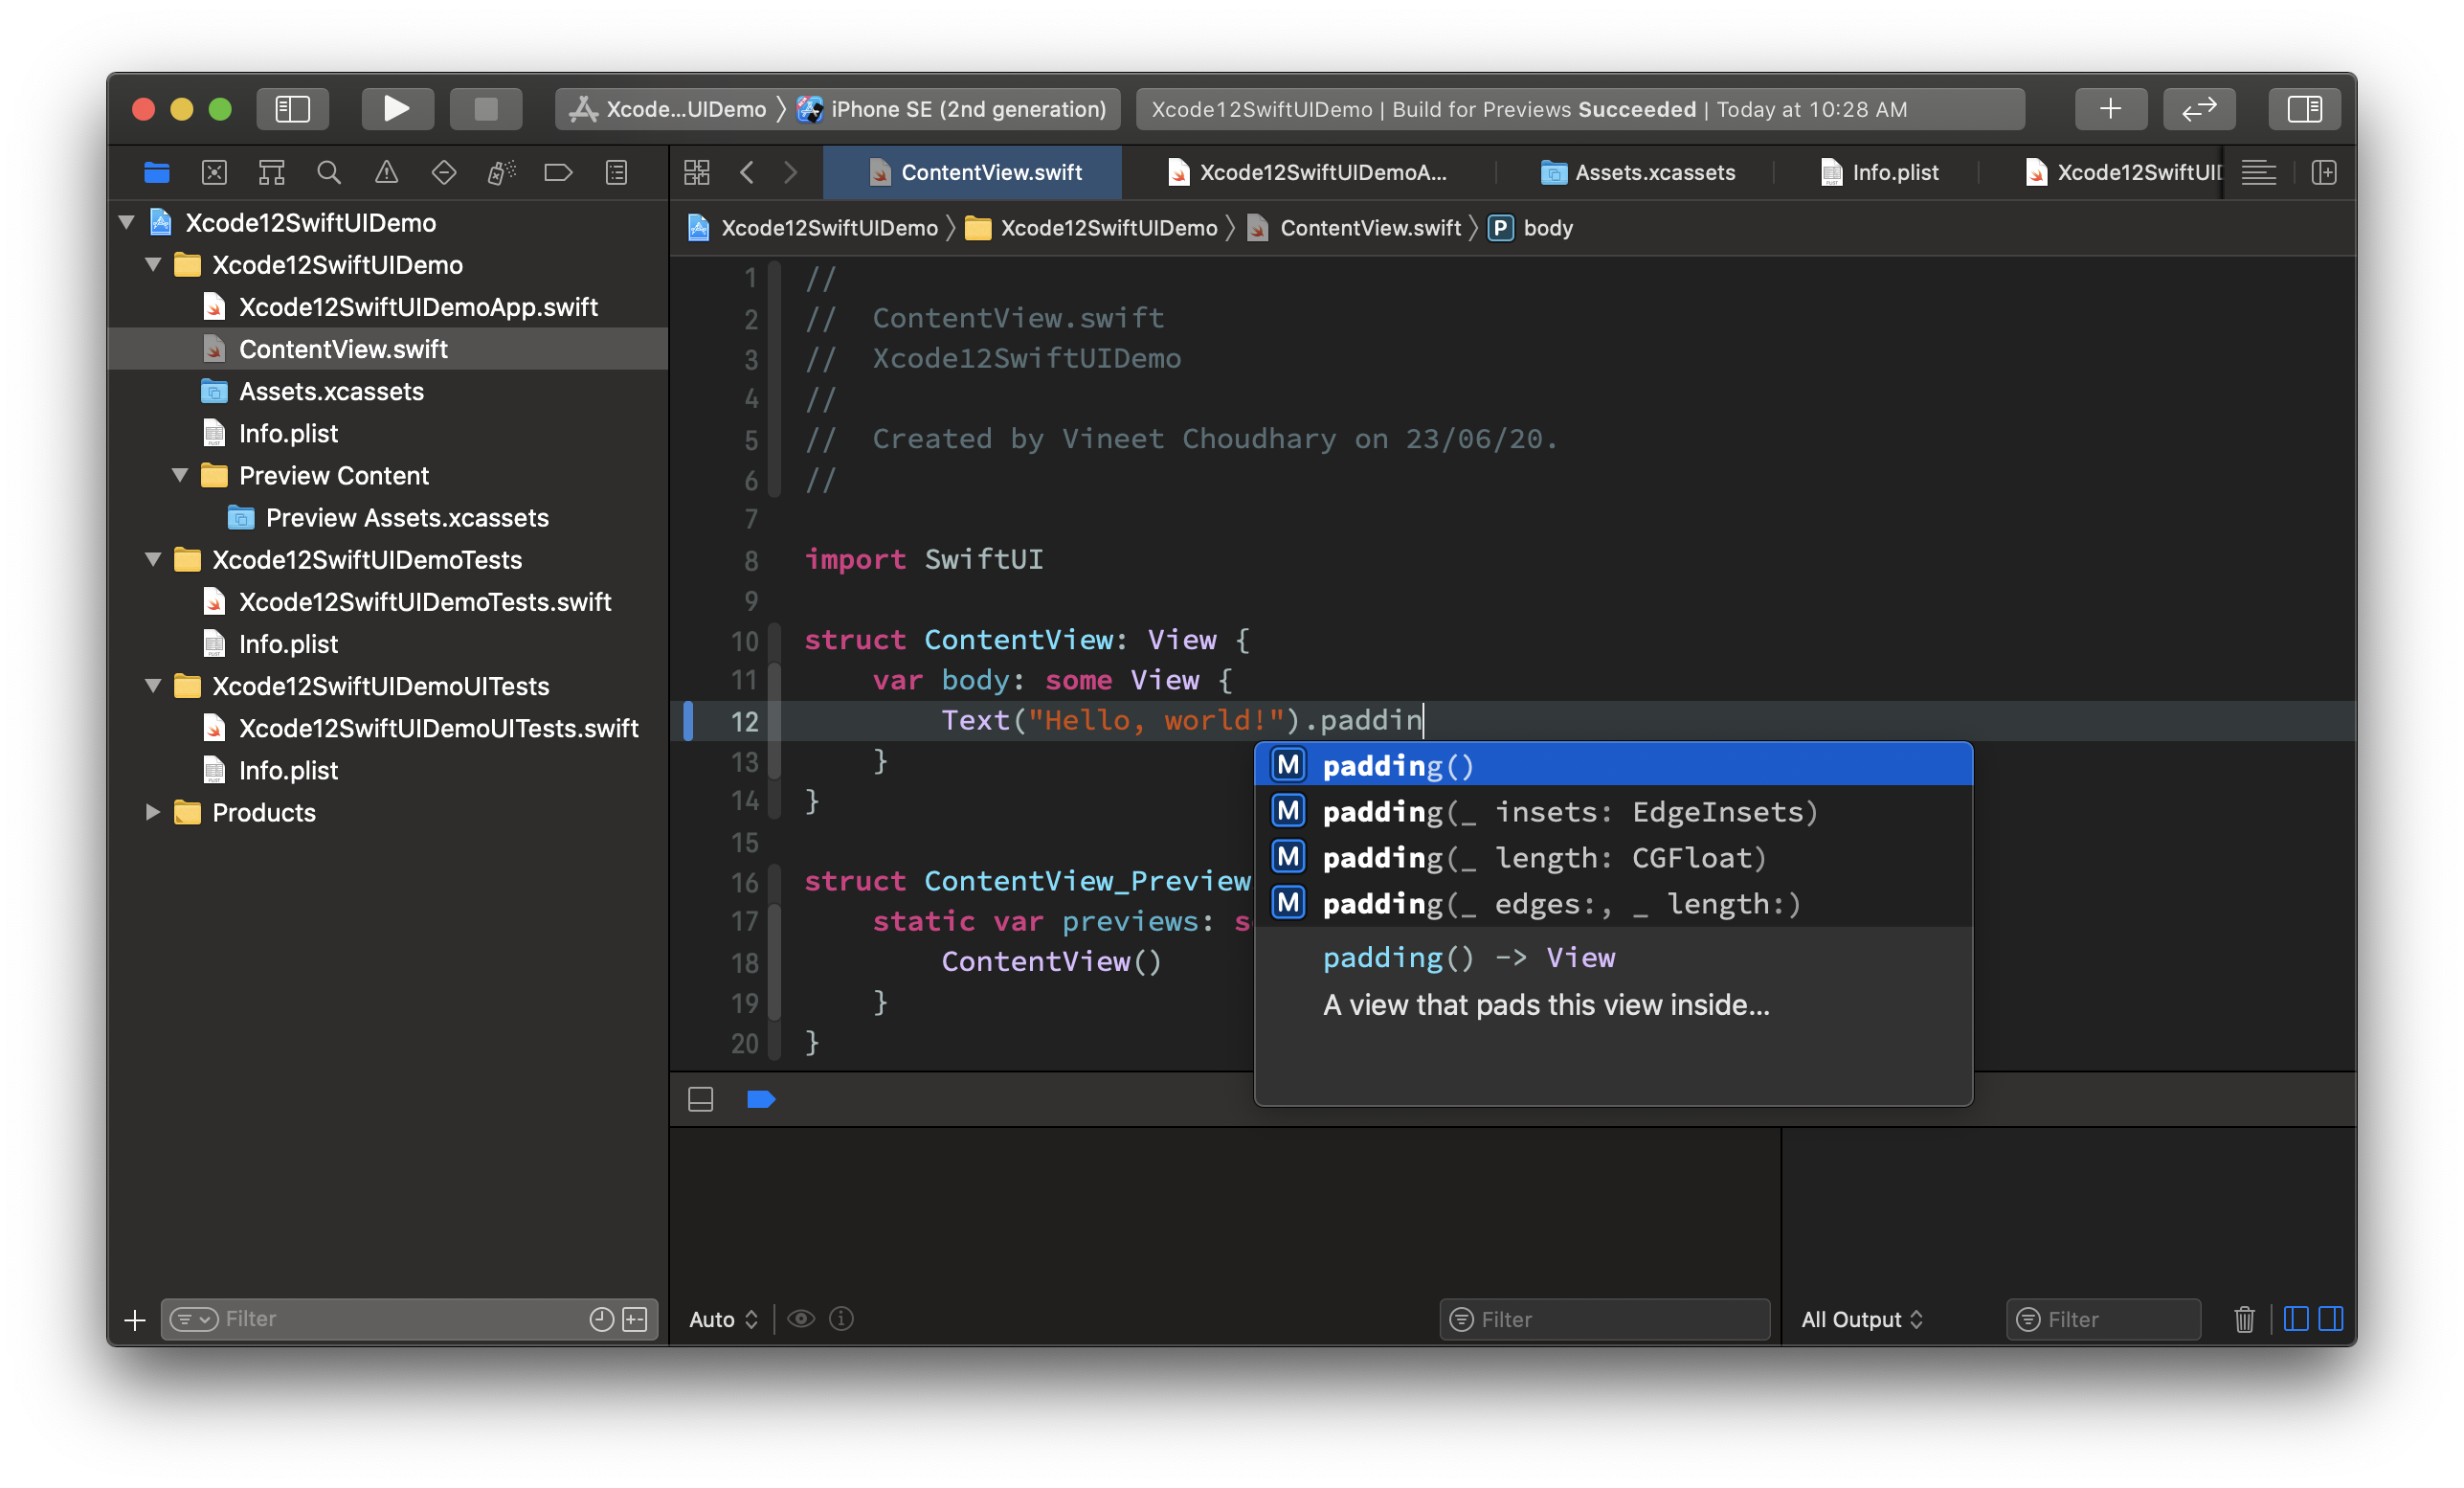 Xcode...UIDemo 〉 iPhone SE (2nd generation)
Xcode12SwiftUIDemo | Build for Previews Succeeded | Today at 10:28 AM
ContentView.swift
Xcode12SwiftUIDemoA...
Assets.xcassets
Info.plist
Xcode12SwiftUI
Xcode12SwiftUIDemo 〉 Xcode12SwiftUIDemo 〉 ContentView.swift 〉 P body
Xcode12SwiftUIDemo
Xcode12SwiftUIDemo
Xcode12SwiftUIDemoApp.swift
ContentView.swift
Assets.xcassets
Info.plist
Preview Content
Preview Assets.xcassets
Xcode12SwiftUIDemoTests
Xcode12SwiftUIDemoTests.swift
Info.plist
Xcode12SwiftUIDemoUITests
Xcode12SwiftUIDemoUITests.swift
Info.plist
Products
Filter
1 //
2 //  ContentView.swift
3 //  Xcode12SwiftUIDemo
4 //
5 //  Created by Vineet Choudhary on 23/06/20.
6 //
7
8 import SwiftUI
9
10 struct ContentView: View {
11     var body: some View {
12         Text("Hello, world!").paddin
13     }
14 }
15
16 struct ContentView_Preview
17     static var previews: s
18         ContentView()
19     }
20 }
M padding()
M padding(_ insets: EdgeInsets)
M padding(_ length: CGFloat)
M padding(_ edges:, _ length:)
padding() -> View
A view that pads this view inside...
Auto
Filter
All Output
Filter